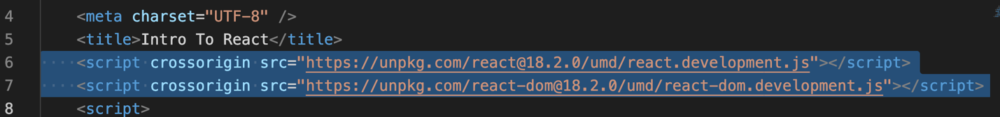 4 <meta charset="UTF-8" />
5 <title>Intro To React</title>
6 <script crossorigin src="https://unpkg.com/react@18.2.0/umd/react.development.js"></script>
7 <script crossorigin src="https://unpkg.com/react-dom@18.2.0/umd/react-dom.development.js"></script>
8 <script>